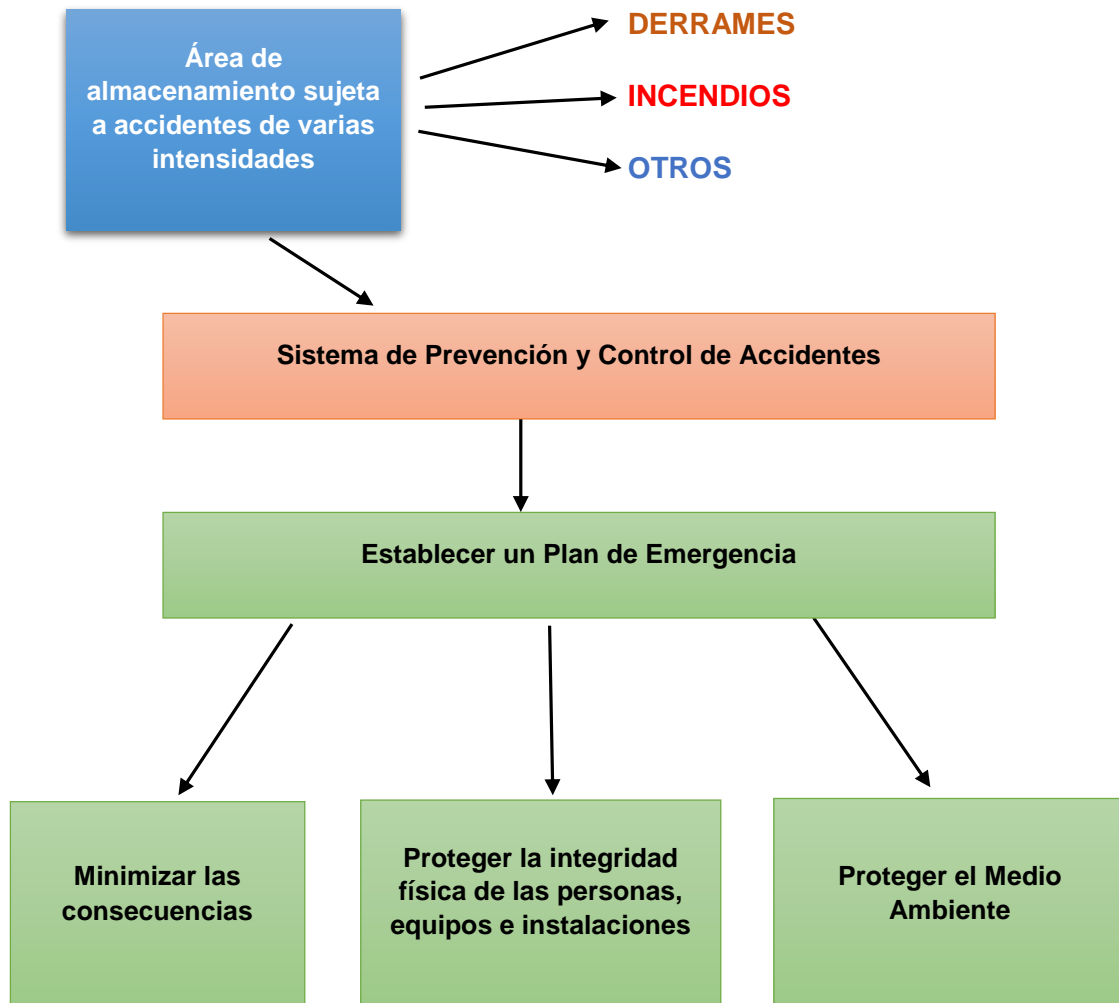 Área de
almacenamiento sujeta
a accidentes de varias
intensidades
DERRAMES
INCENDIOS
OTROS
Sistema de Prevención y Control de Accidentes
Establecer un Plan de Emergencia
Minimizar las
consecuencias
Proteger la integridad
física de las personas,
equipos e instalaciones
Proteger el Medio
Ambiente